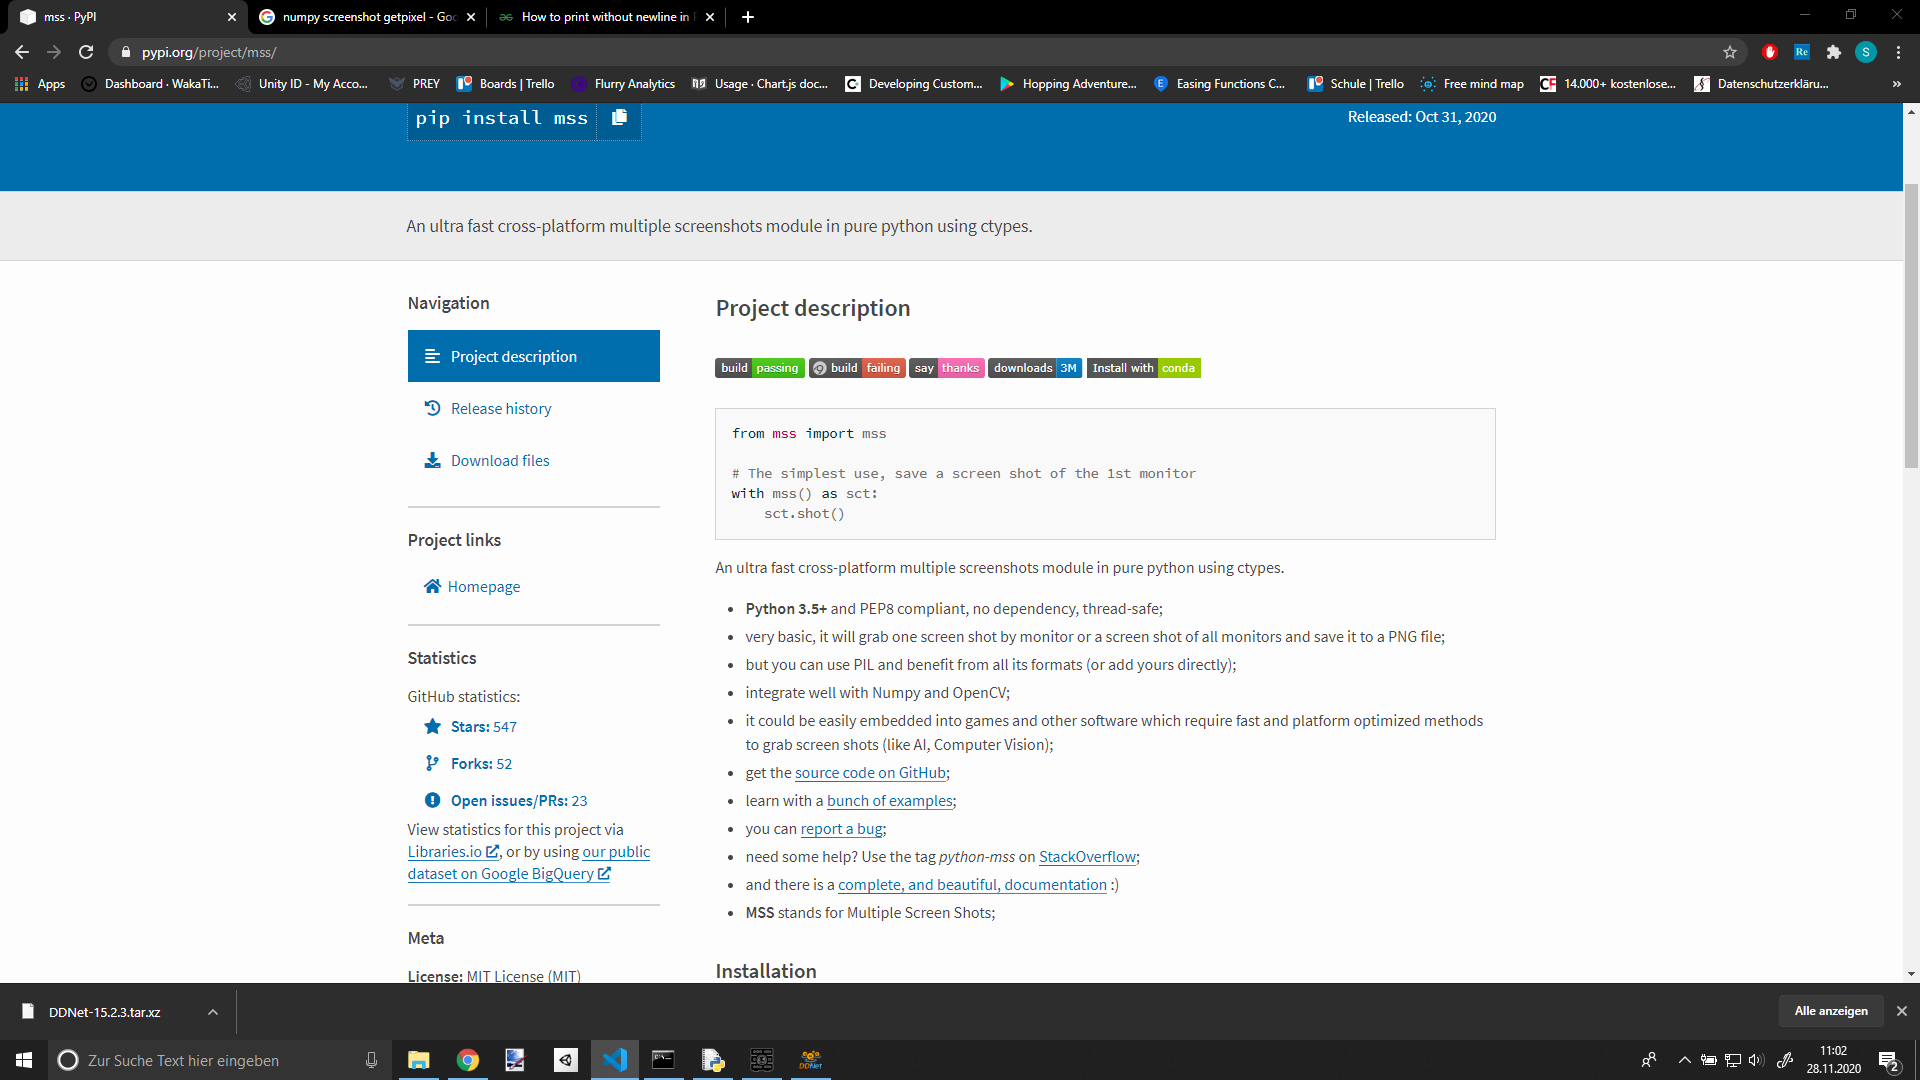 mss · PyPI
numpy screenshot getpixel - Goo
How to print without newline in
pypi.org/project/mss/
Re
S
Apps
Dashboard · WakaTi...
Unity ID - My Acco...
PREY
Boards | Trello
Flurry Analytics
Usage · Chart.js doc...
Developing Custom...
Hopping Adventure...
Easing Functions C...
Schule | Trello
Free mind map
14.000+ kostenlose...
Datenschutzerkläru...
»
pip install mss
Released: Oct 31, 2020
An ultra fast cross-platform multiple screenshots module in pure python using ctypes.
Navigation
Project description
Release history
Download files
Project links
Homepage
Statistics
GitHub statistics:
Stars: 547
Forks: 52
Open issues/PRs: 23
View statistics for this project via
Libraries.io, or by using our public
dataset on Google BigQuery
Meta
License: MIT License (MIT)
Project description
build passing
build failing
say thanks
downloads 3M
Install with conda
from mss import mss
# The simplest use, save a screen shot of the 1st monitor
with mss() as sct:
sct.shot()
An ultra fast cross-platform multiple screenshots module in pure python using ctypes.
• Python 3.5+ and PEP8 compliant, no dependency, thread-safe;
• very basic, it will grab one screen shot by monitor or a screen shot of all monitors and save it to a PNG file;
• but you can use PIL and benefit from all its formats (or add yours directly);
• integrate well with Numpy and OpenCV;
• it could be easily embedded into games and other software which require fast and platform optimized methods
to grab screen shots (like AI, Computer Vision);
• get the source code on GitHub;
• learn with a bunch of examples;
• you can report a bug;
• need some help? Use the tag python-mss on StackOverflow;
• and there is a complete, and beautiful, documentation :)
• MSS stands for Multiple Screen Shots;
Installation
DDNet-15.2.3.tar.xz
Alle anzeigen
Zur Suche Text hier eingeben
DDNet
11:02
28.11.2020
2